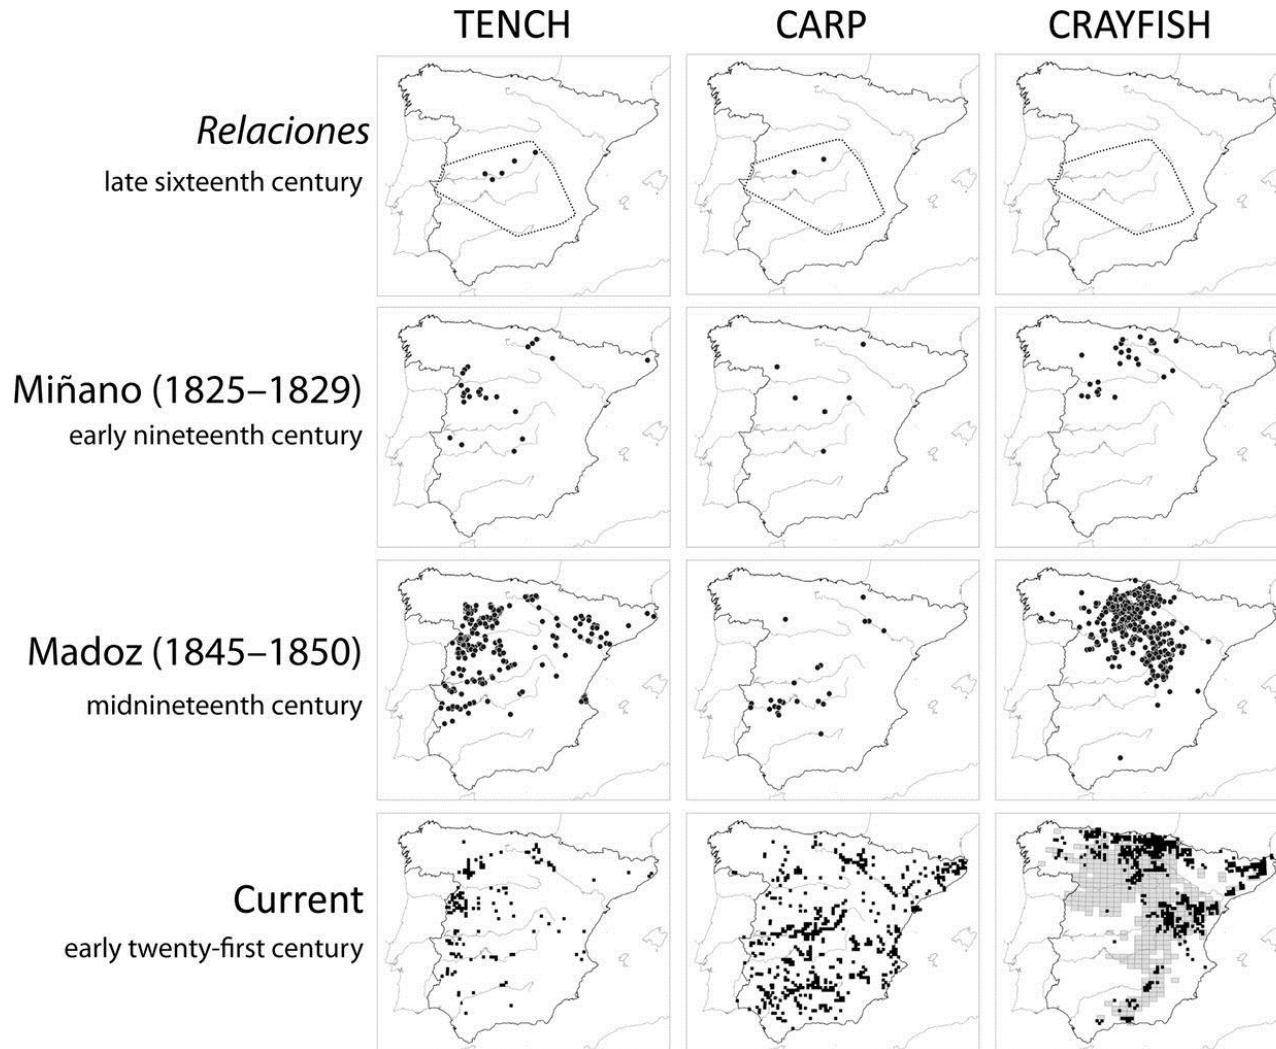 TENCH CARP CRAYFISH
Relaciones
late sixteenth century
Miñano (1825–1829)
early nineteenth century
Madoz (1845–1850)
midnineteenth century
Current
early twenty-first century